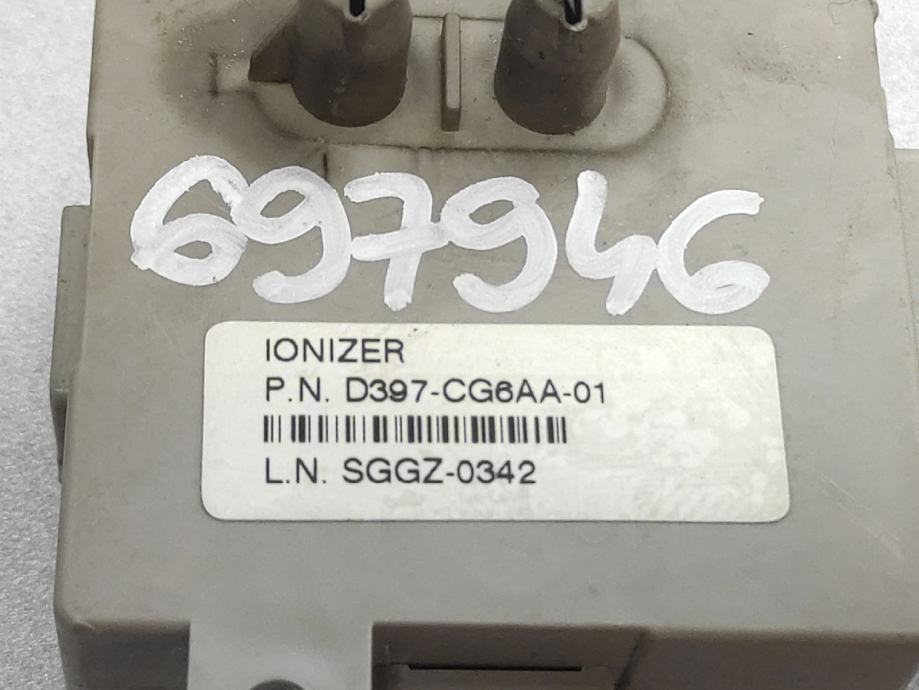 697946
IONIZER
P.N. D397-CG6AA-01
L.N. SGGZ-0342